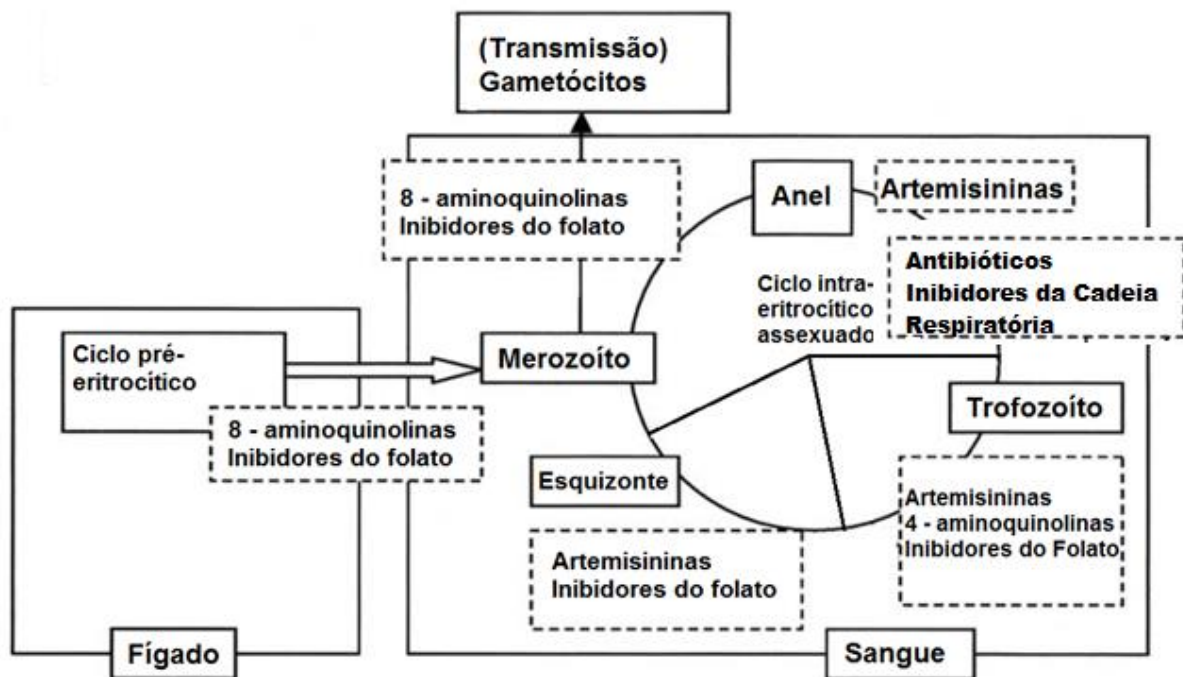 (Transmissão)
Gametócitos
8 - aminoquinolinas
Inibidores do folato
Anel
Artemisininas
Antibióticos
Inibidores da Cadeia
Respiratória
Ciclo intra-
eritrocítico
assexuado
Ciclo pré-
eritrocítico
Merozoíto
Trofozoíto
8 - aminoquinolinas
Inibidores do folato
Esquizonte
Artemisininas
4 - aminoquinolinas
Inibidores do Folato
Artemisininas
Inibidores do folato
Fígado
Sangue